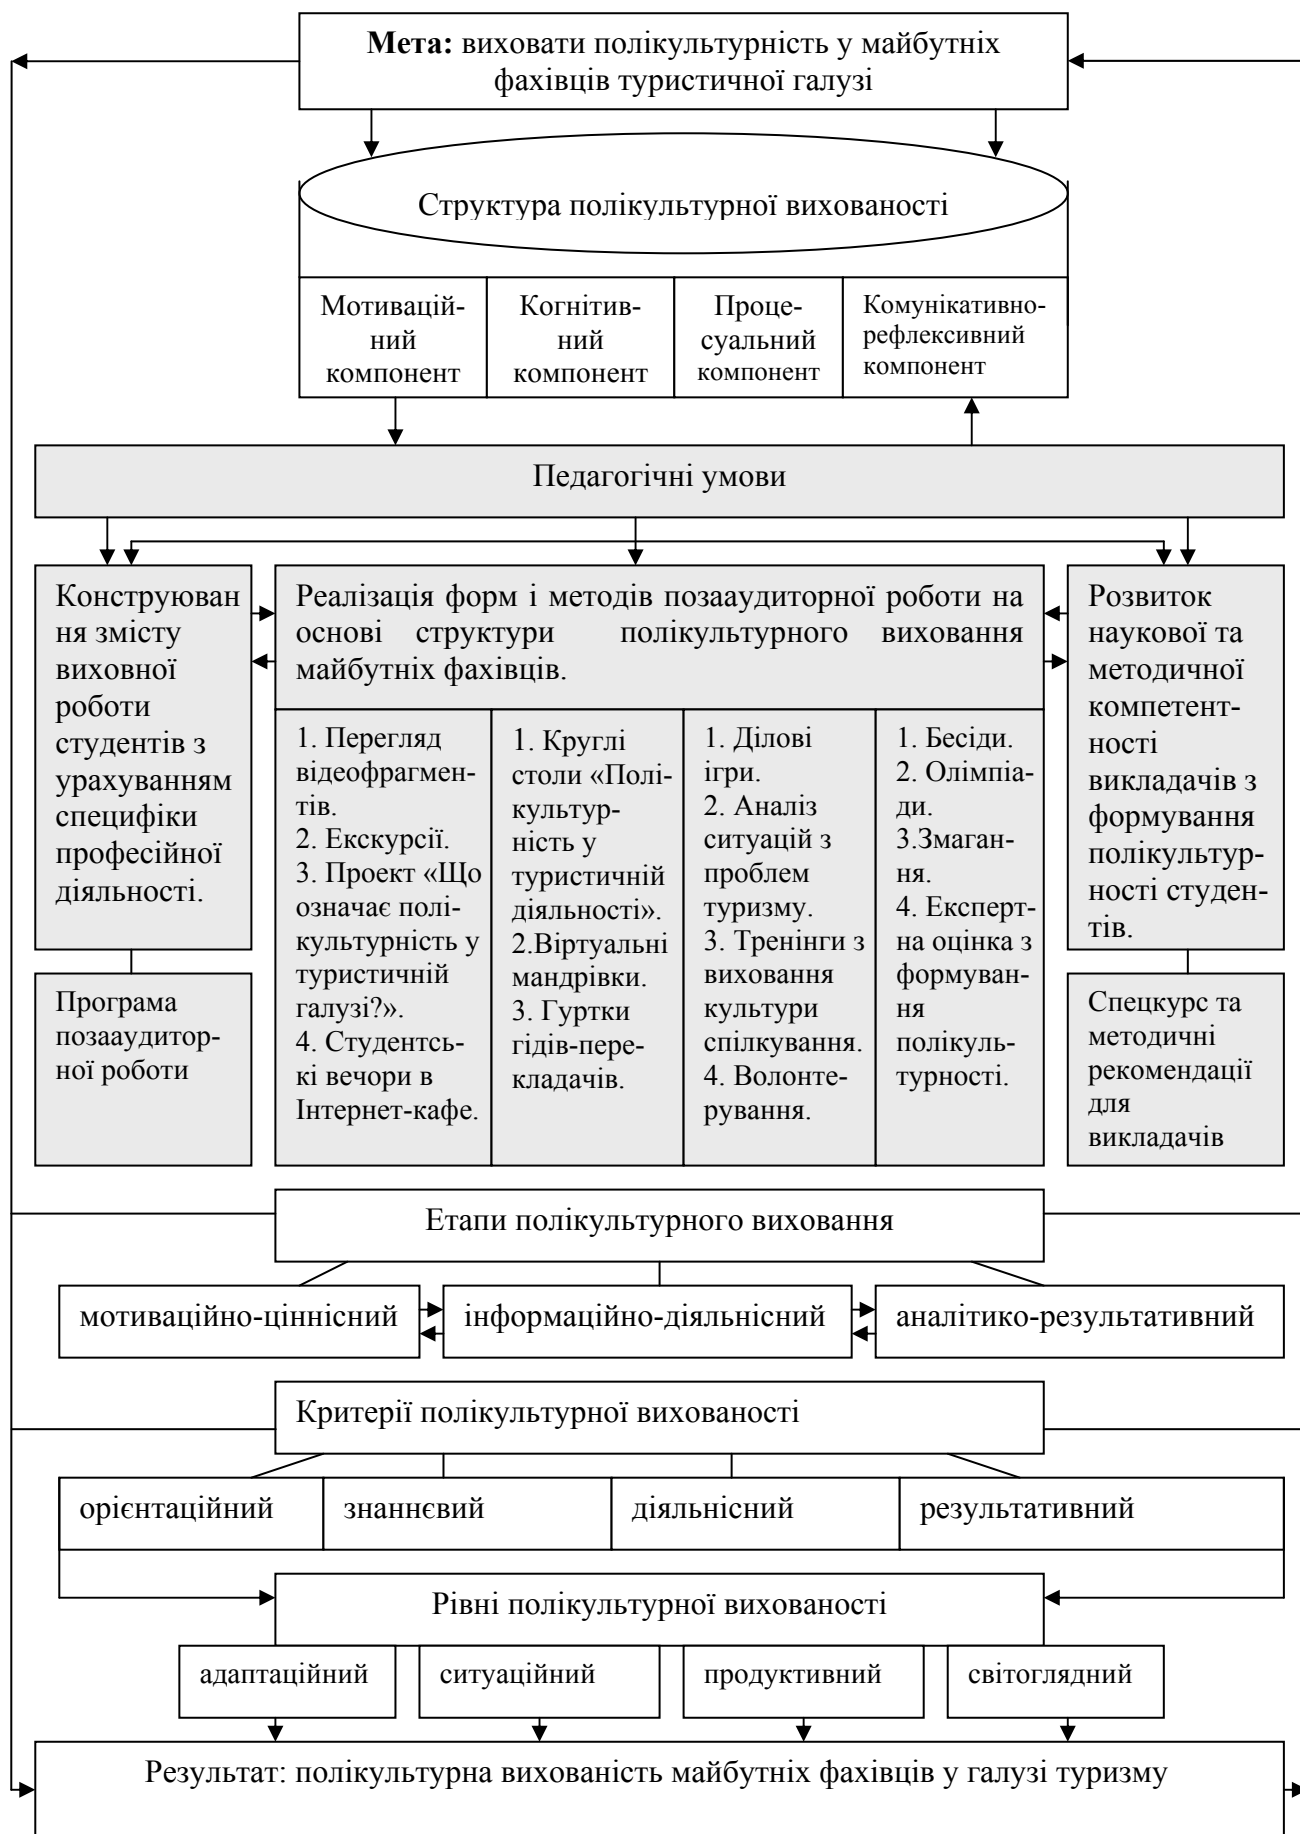 Мета: виховати полікультурність у майбутніх
фахівців туристичної галузі
Структура полікультурної вихованості
Мотивацій-
ний
компонент
Когнітив-
ний
компонент
Проце-
суальний
компонент
Комунікативно-
рефлексивний
компонент
Педагогічні умови
Конструюван
ня змісту
виховної
роботи
студентів з
урахуванням
специфіки
професійної
діяльності.
Програма
позааудитор-
ної роботи
Реалізація форм і методів позааудиторної роботи на
основі структури полікультурного виховання
майбутніх фахівців.
1. Перегляд
відеофрагмен-
тів.
2. Екскурсії.
3. Проект «Що
означає полі-
культурність у
туристичній
галузі?».
4. Студентсь-
кі вечори в
Інтернет-кафе.
1. Круглі
столи «Полі-
культур-
ність у
туристичній
діяльності».
2.Віртуальні
мандрівки.
3. Гуртки
гідів-пере-
кладачів.
1. Ділові
ігри.
2. Аналіз
ситуацій з
проблем
туризму.
3. Тренінги з
виховання
культури
спілкування.
4. Волонте-
рування.
1. Бесіди.
2. Олімпіа-
ди.
3.Змаган-
ня.
4. Експерт-
на оцінка з
формуван-
ня
полікуль-
турності.
Розвиток
наукової та
методичної
компетент-
ності
викладачів з
формування
полікультур-
ності студен-
тів.
Спецкурс та
методичні
рекомендації
для
викладачів
Етапи полікультурного виховання
мотиваційно-ціннісний
інформаційно-діяльнісний
аналітико-результативний
Критерії полікультурної вихованості
орієнтаційний
знаннєвий
діяльнісний
результативний
Рівні полікультурної вихованості
адаптаційний
ситуаційний
продуктивний
світоглядний
Результат: полікультурна вихованість майбутніх фахівців у галузі туризму